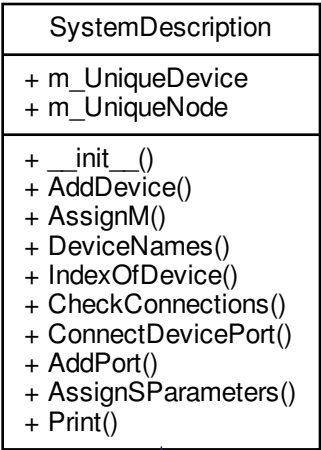 SystemDescription
+ m_UniqueDevice
+ m_UniqueNode
+ __init__()
+ AddDevice()
+ AssignM()
+ DeviceNames()
+ IndexOfDevice()
+ CheckConnections()
+ ConnectDevicePort()
+ AddPort()
+ AssignSParameters()
+ Print()